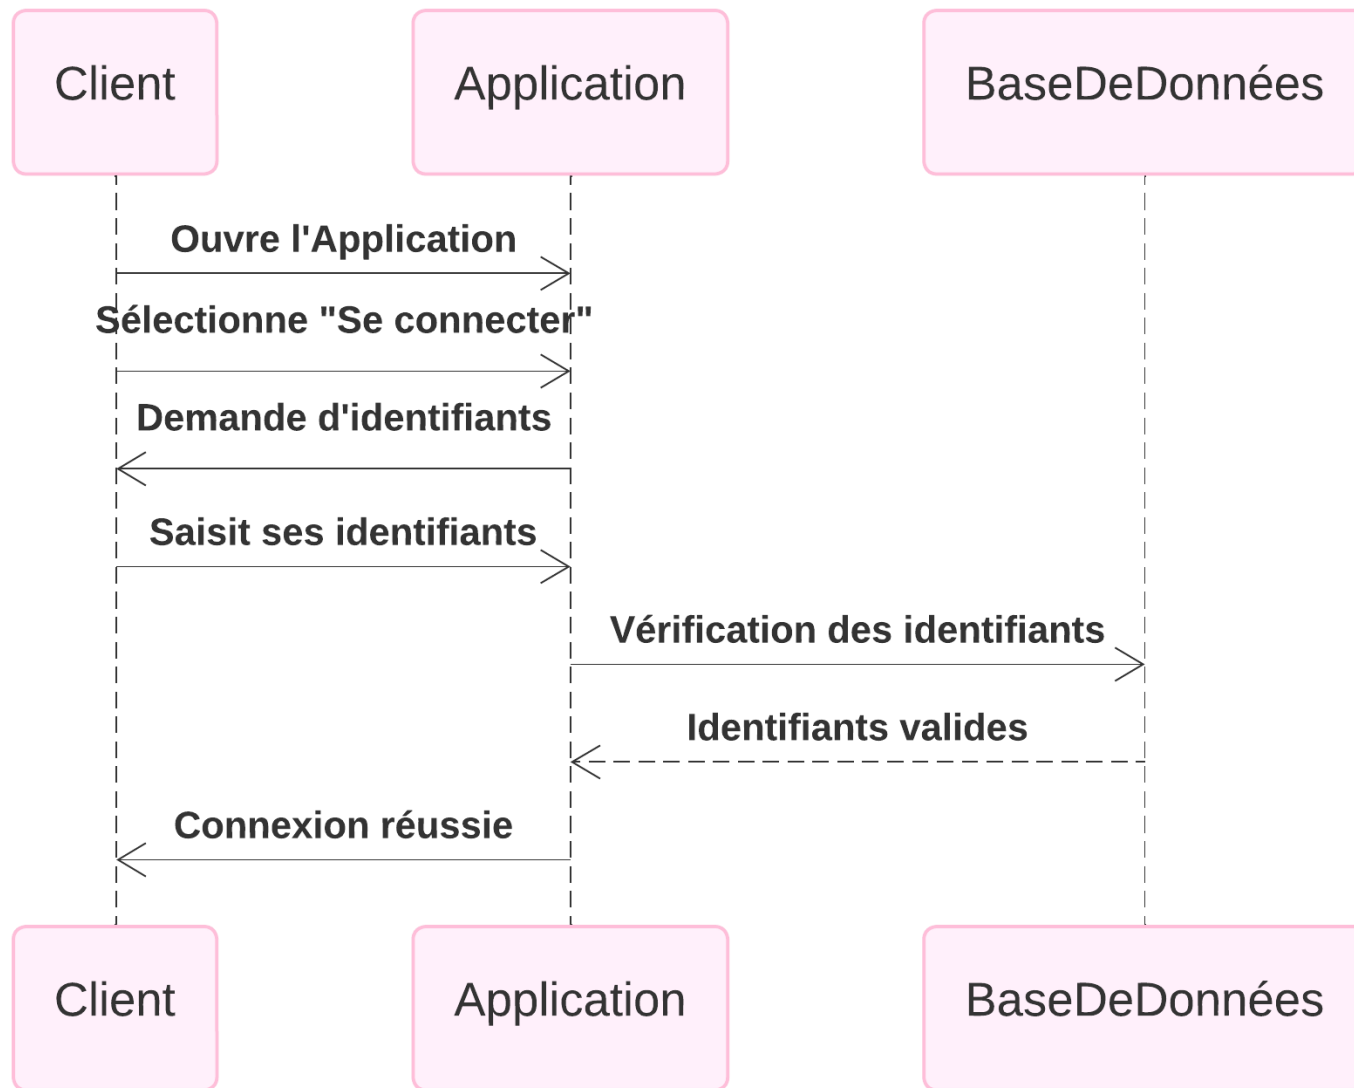 Client
Application
BaseDeDonnées
Ouvre l'Application
Sélectionne "Se connecter"
Demande d'identifiants
Saisit ses identifiants
Vérification des identifiants
Identifiants valides
Connexion réussie
Client
Application
BaseDeDonnées